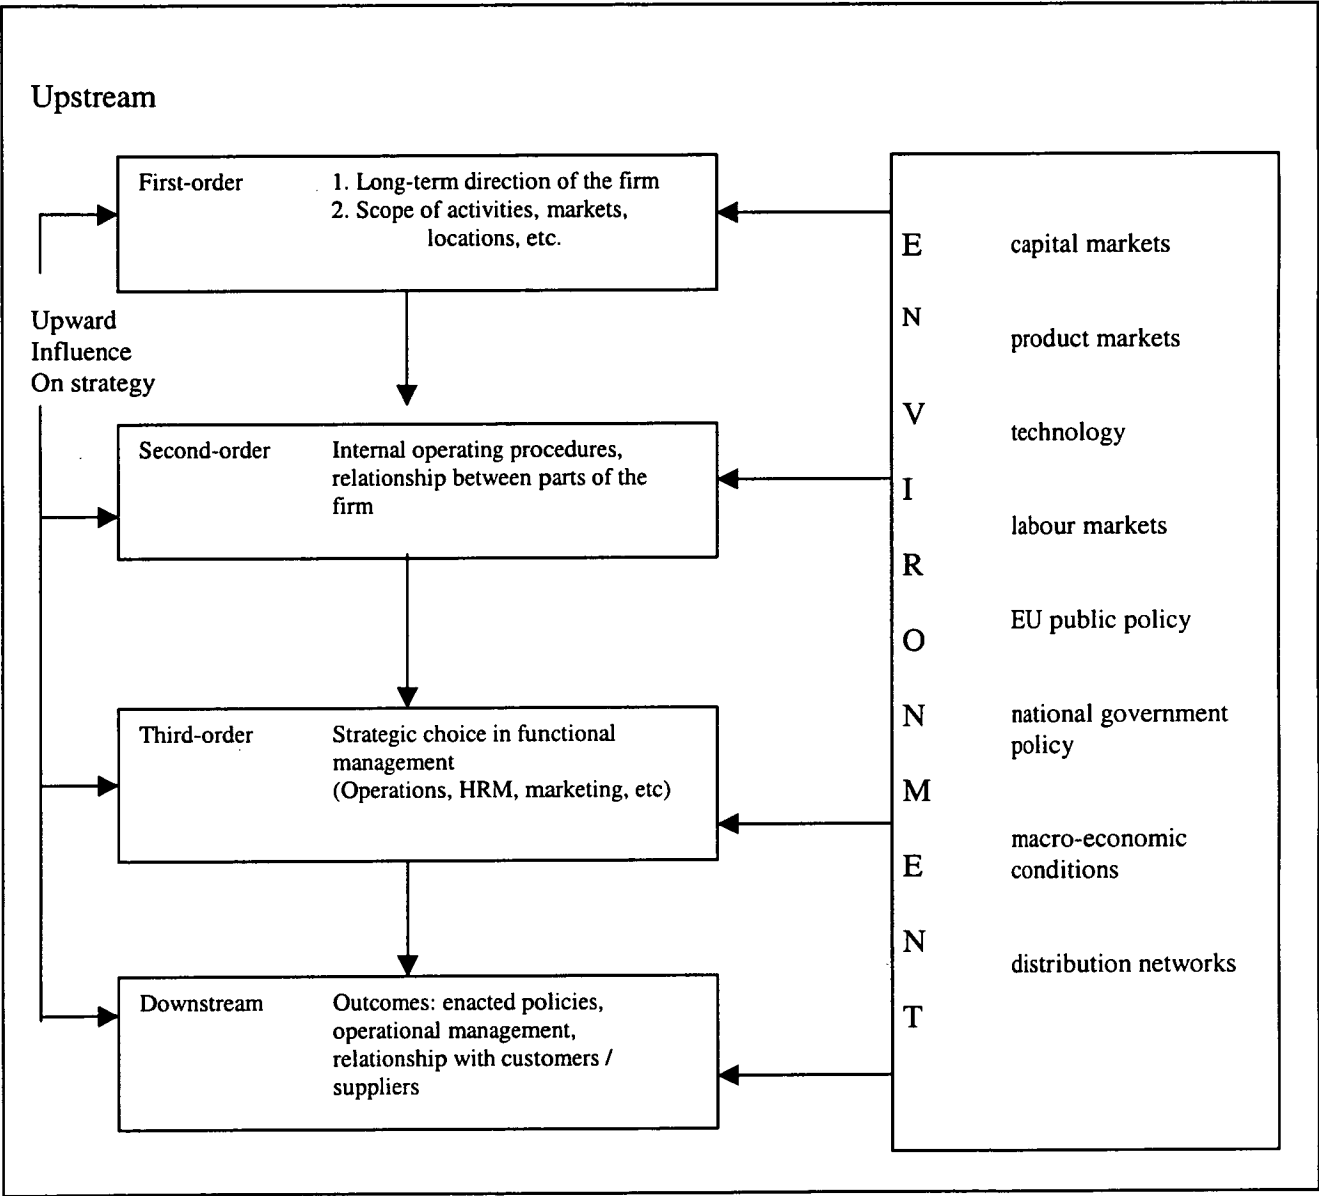 Upstream
First-order
1. Long-term direction of the firm
2. Scope of activities, markets,
locations, etc.
Upward
Influence
On strategy
Second-order
Internal operating procedures,
relationship between parts of the
firm
Third-order
Strategic choice in functional
management
(Operations, HRM, marketing, etc)
Downstream
Outcomes: enacted policies,
operational management,
relationship with customers /
suppliers
E
N
V
I
R
O
N
M
E
N
T
capital markets
product markets
technology
labour markets
EU public policy
national government
policy
macro-economic
conditions
distribution networks